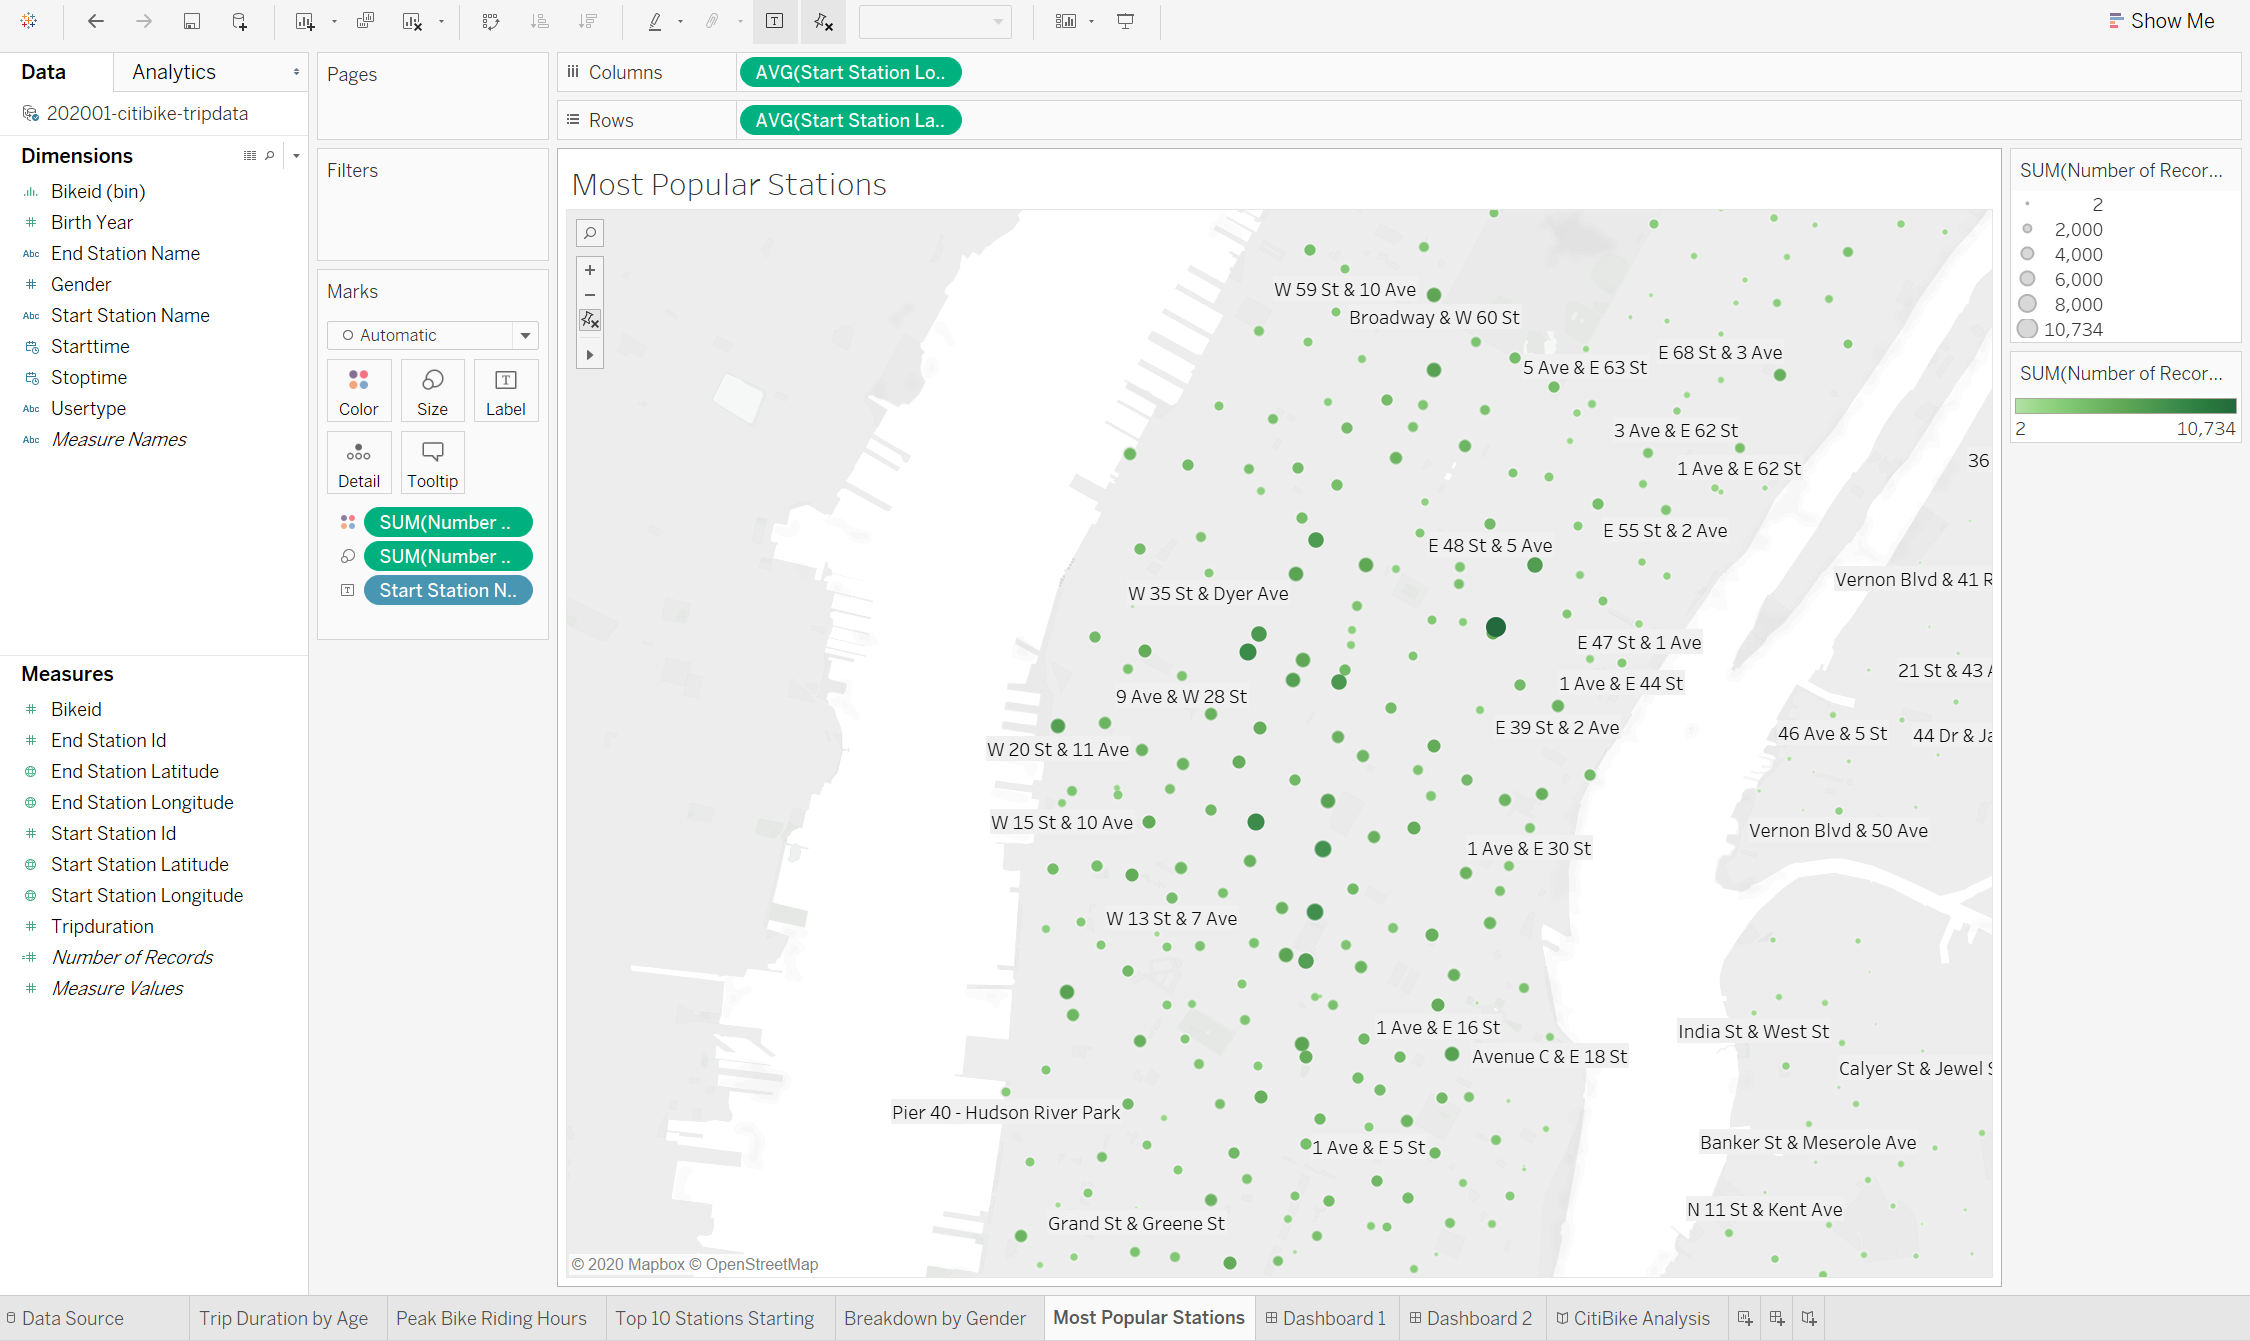 Show Me
Data
Analytics
202001-citibike-tripdata
Dimensions
Bikeid (bin)
Birth Year
Abc End Station Name
Gender
Abc Start Station Name
Starttime
Stoptime
Abc Usertype
Abc Measure Names
Measures
Bikeid
End Station Id
End Station Latitude
End Station Longitude
Start Station Id
Start Station Latitude
Start Station Longitude
Tripduration
Number of Records
Measure Values
Pages
Filters
Marks
Automatic
Color
Size
Label
Detail
Tooltip
SUM(Number ..
SUM(Number ..
Start Station N..
Columns
AVG(Start Station Lo..
Rows
AVG(Start Station La..
Most Popular Stations
W 59 St & 10 Ave
Broadway & W 60 St
E 68 St & 3 Ave
5 Ave & E 63 St
3 Ave & E 62 St
36
1 Ave & E 62 St
E 55 St & 2 Ave
E 48 St & 5 Ave
Vernon Blvd & 41 R
W 35 St & Dyer Ave
E 47 St & 1 Ave
21 St & 43 A
1 Ave & E 44 St
9 Ave & W 28 St
E 39 St & 2 Ave
46 Ave & 5 St
44 Dr & Ja
W 20 St & 11 Ave
W 15 St & 10 Ave
Vernon Blvd & 50 Ave
1 Ave & E 30 St
W 13 St & 7 Ave
1 Ave & E 16 St
India St & West St
Avenue C & E 18 St
Calyer St & Jewel S
Pier 40 - Hudson River Park
Banker St & Meserole Ave
1 Ave & E 5 St
N 11 St & Kent Ave
Grand St & Greene St
© 2020 Mapbox © OpenStreetMap
SUM(Number of Recor...
2
2,000
4,000
6,000
8,000
10,734
SUM(Number of Recor...
2 10,734
Data Source
Trip Duration by Age
Peak Bike Riding Hours
Top 10 Stations Starting
Breakdown by Gender
Most Popular Stations
Dashboard 1
Dashboard 2
CitiBike Analysis